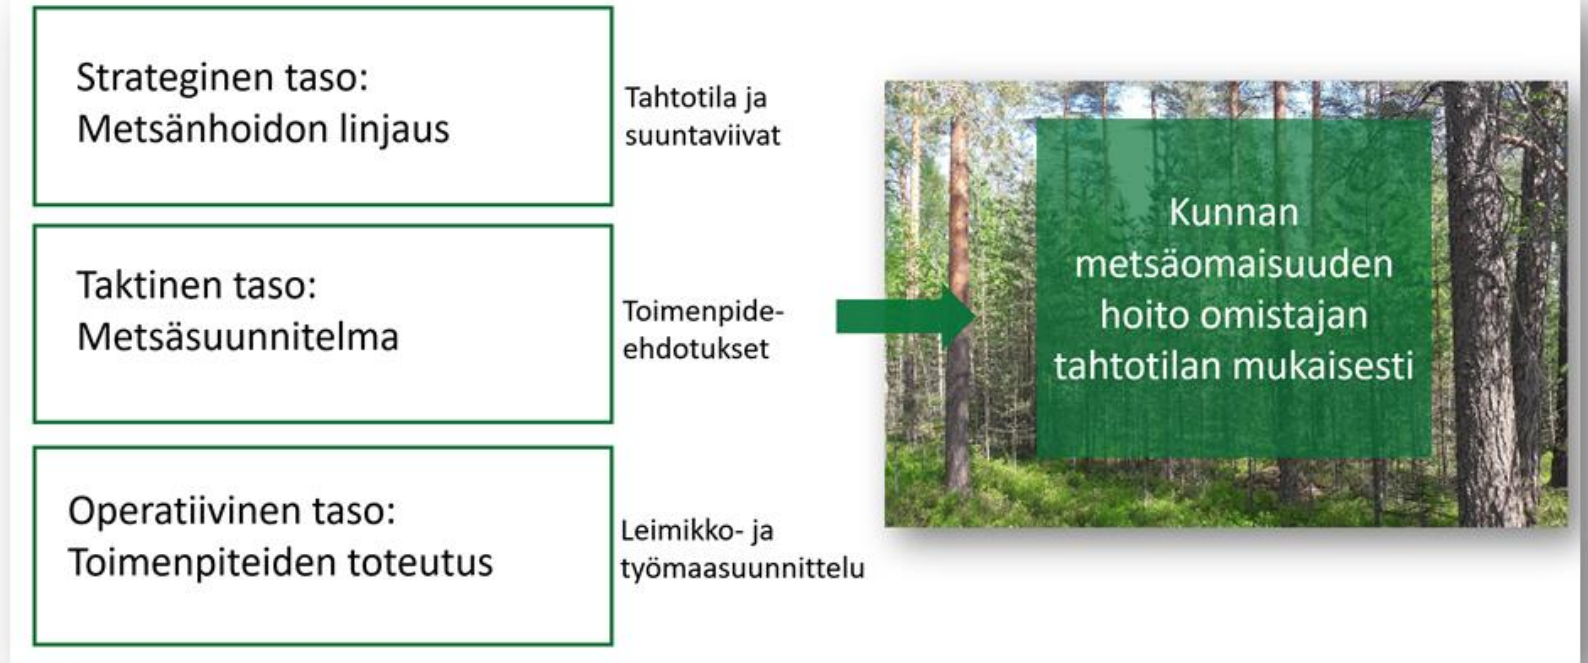 Strateginen taso:
Metsänhoidon linjaus
Tahtotila ja
suuntaviivat
Taktinen taso:
Metsäsuunnitelma
Toimenpide-
ehdotukset
Operatiivinen taso:
Toimenpiteiden toteutus
Leimikko- ja
työmaasuunnittelu
Kunnan
metsäomaisuuden
hoito omistajan
tahtotilan mukaisesti